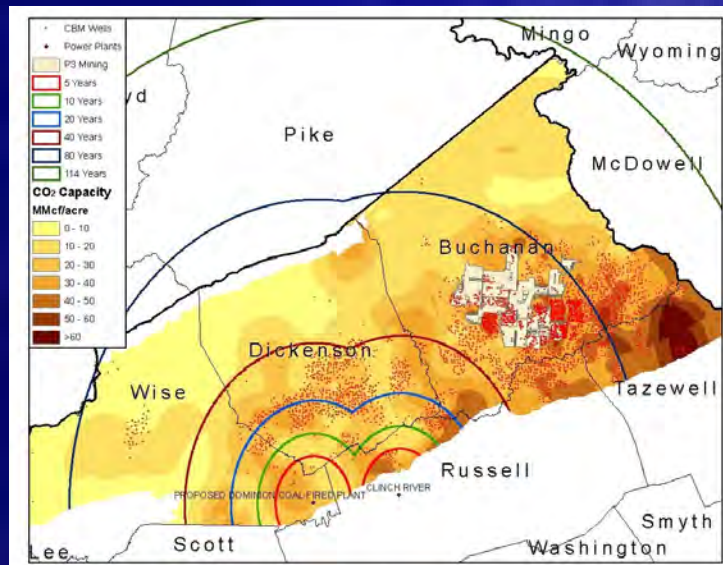 CBM Wells
Power Plants
P3 Mining
5 Years
10 Years
20 Years
40 Years
80 Years
114 Years
CO2 Capacity
MMcf/acre
0 - 10
10 - 20
20 - 30
30 - 40
40 - 50
50 - 60
>60
Mingo
Wyoming
yd
Pike
McDowell
Buchanan
Dickenson
Wise
Tazewell
Russell
PROPOSED DOMINION COAL-FIRED PLANT
CLINCH RIVER
Smyth
Lee
Scott
Washington